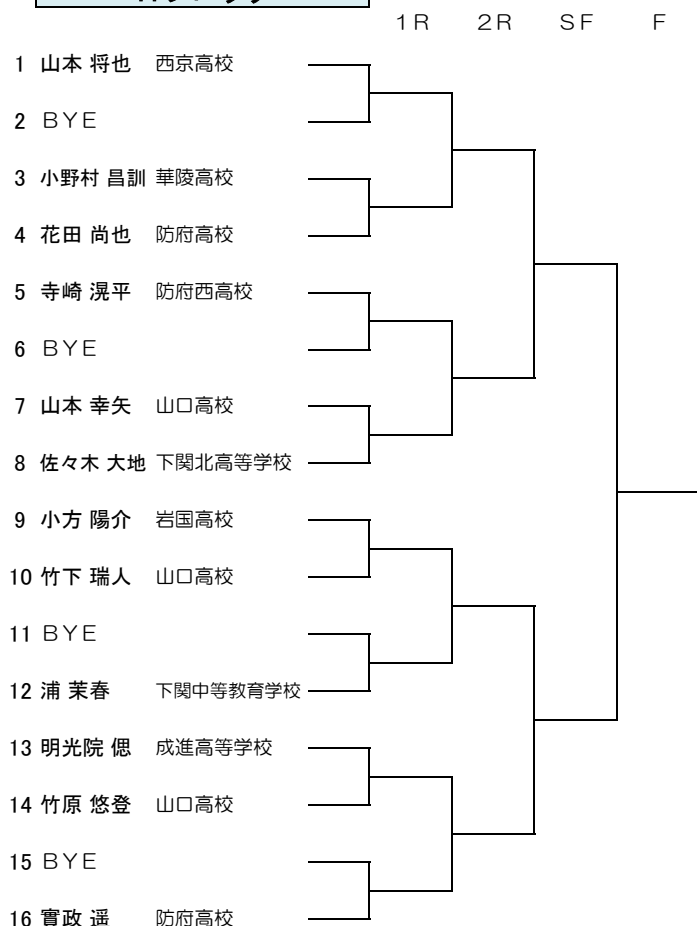 １Ｒ ２Ｒ ＳＦ Ｆ
1 山本 将也 西京高校
2 ＢＹＥ
3 小野村 昌訓 華陵高校
4 花田 尚也 防府高校
5 寺崎 滉平 防府西高校
6 ＢＹＥ
7 山本 幸矢 山口高校
8 佐々木 大地 下関北高等学校
9 小方 陽介 岩国高校
10 竹下 瑞人 山口高校
11 ＢＹＥ
12 浦 茉春 下関中等教育学校
13 明光院 偲 成進高等学校
14 竹原 悠登 山口高校
15 ＢＹＥ
16 實政 遥 防府高校